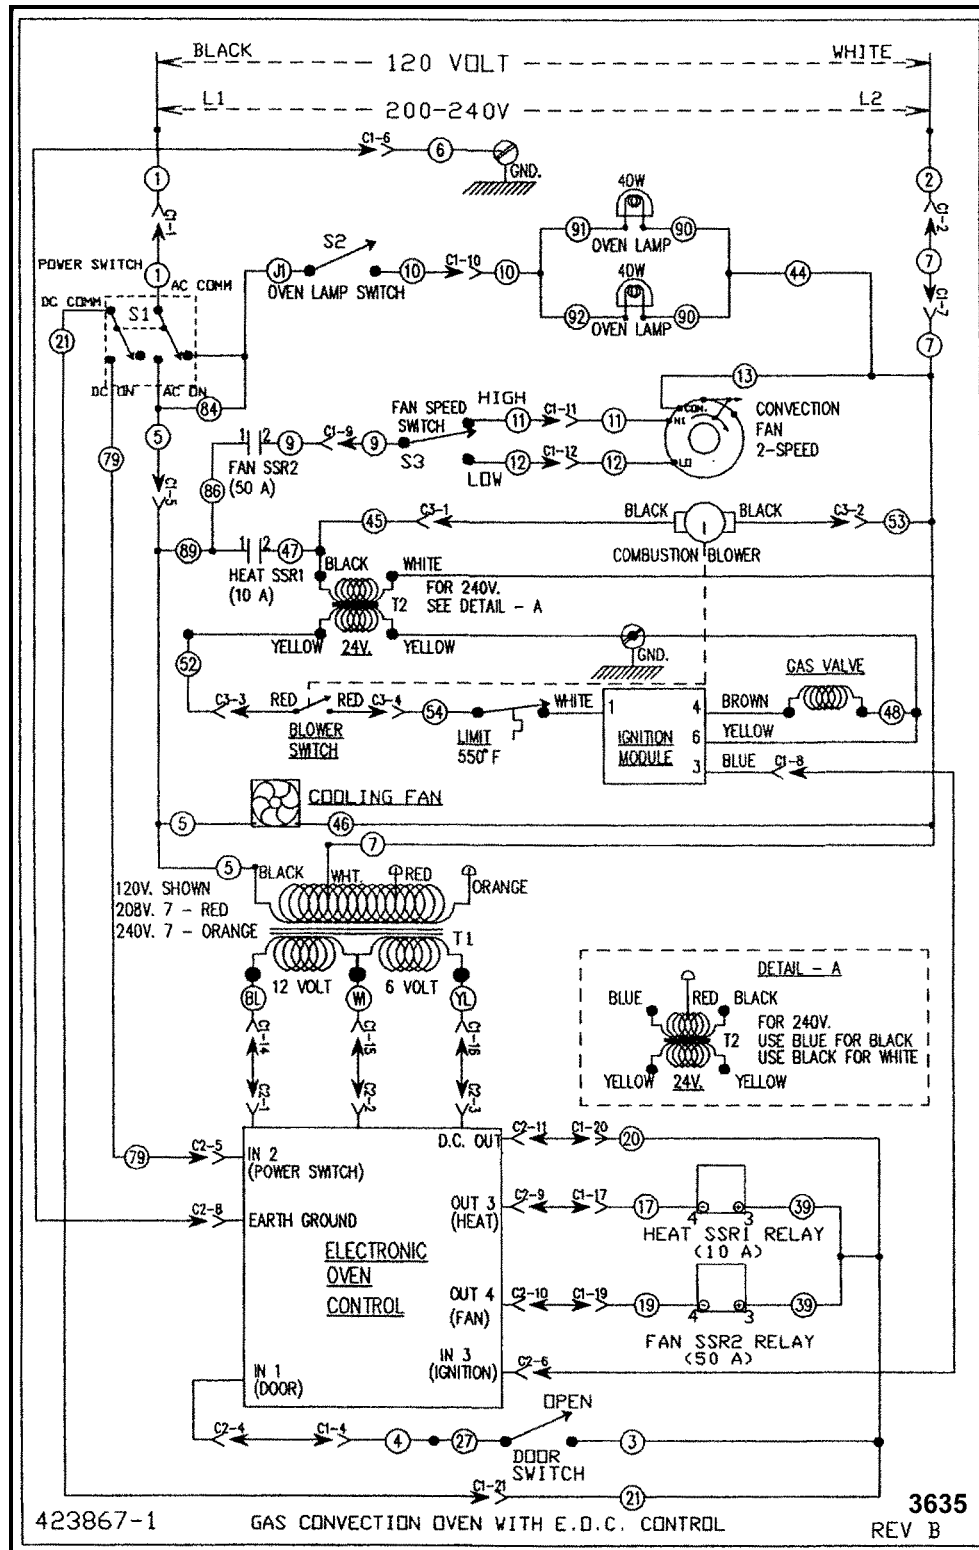 BLACK
WHITE
120 VOLT
L1
L2
200-240V
C1-6
6
GND.
1
2
C1-1
C1-2
40W
91
90
OVEN LAMP
S2
7
POWER SWITCH
1
AC COMM
J1
10
C1-10
10
44
C1-7
OVEN LAMP SWITCH
40W
DC COMM
S1
92
90
OVEN LAMP
21
7
13
DC ON
AC ON
84
HIGH
FAN SPEED
SWITCH
11
C1-11
11
COM.
HI
CONVECTION
FAN
2-SPEED
5
1
2
9
C1-9
9
S3
79
FAN SSR2
(50 A)
LOW
12
C1-12
12
LO
C1-5
86
45
C3-1
BLACK
BLACK
C3-2
53
89
1
2
47
COMBUSTION BLOWER
HEAT SSR1
(10 A)
BLACK
WHITE
FOR 240V.
SEE DETAIL - A
T2
YELLOW
24V.
YELLOW
GND.
52
GAS VALVE
C3-3
RED
RED
C3-4
54
WHITE
1
4
BROWN
48
BLOWER
SWITCH
LIMIT
550°F
IGNITION
MODULE
6
YELLOW
3
BLUE
C1-8
COOLING FAN
5
46
7
5
BLACK
WHT.
RED
ORANGE
120V. SHOWN
208V. 7 - RED
240V. 7 - ORANGE
T1
12 VOLT
6 VOLT
BL
WI
YL
C1-14
C1-15
C1-16
C2-1
C2-2
C2-3
DETAIL - A
BLUE
RED
BLACK
FOR 240V.
USE BLUE FOR BLACK
USE BLACK FOR WHITE
T2
YELLOW
24V.
YELLOW
79
C2-5
IN 2
(POWER SWITCH)
D.C. OUT
C2-11
C1-20
20
C2-8
EARTH GROUND
OUT 3
(HEAT)
C2-9
C1-17
17
4
3
39
HEAT SSR1 RELAY
(10 A)
ELECTRONIC
OVEN
CONTROL
OUT 4
(FAN)
C2-10
C1-19
19
4
3
39
FAN SSR2 RELAY
(50 A)
IN 3
(IGNITION)
C2-6
IN 1
(DOOR)
OPEN
C2-4
C1-4
4
27
3
DOOR
SWITCH
C1-21
21
423867-1
GAS CONVECTION OVEN WITH E.O.C. CONTROL
3635
REV B